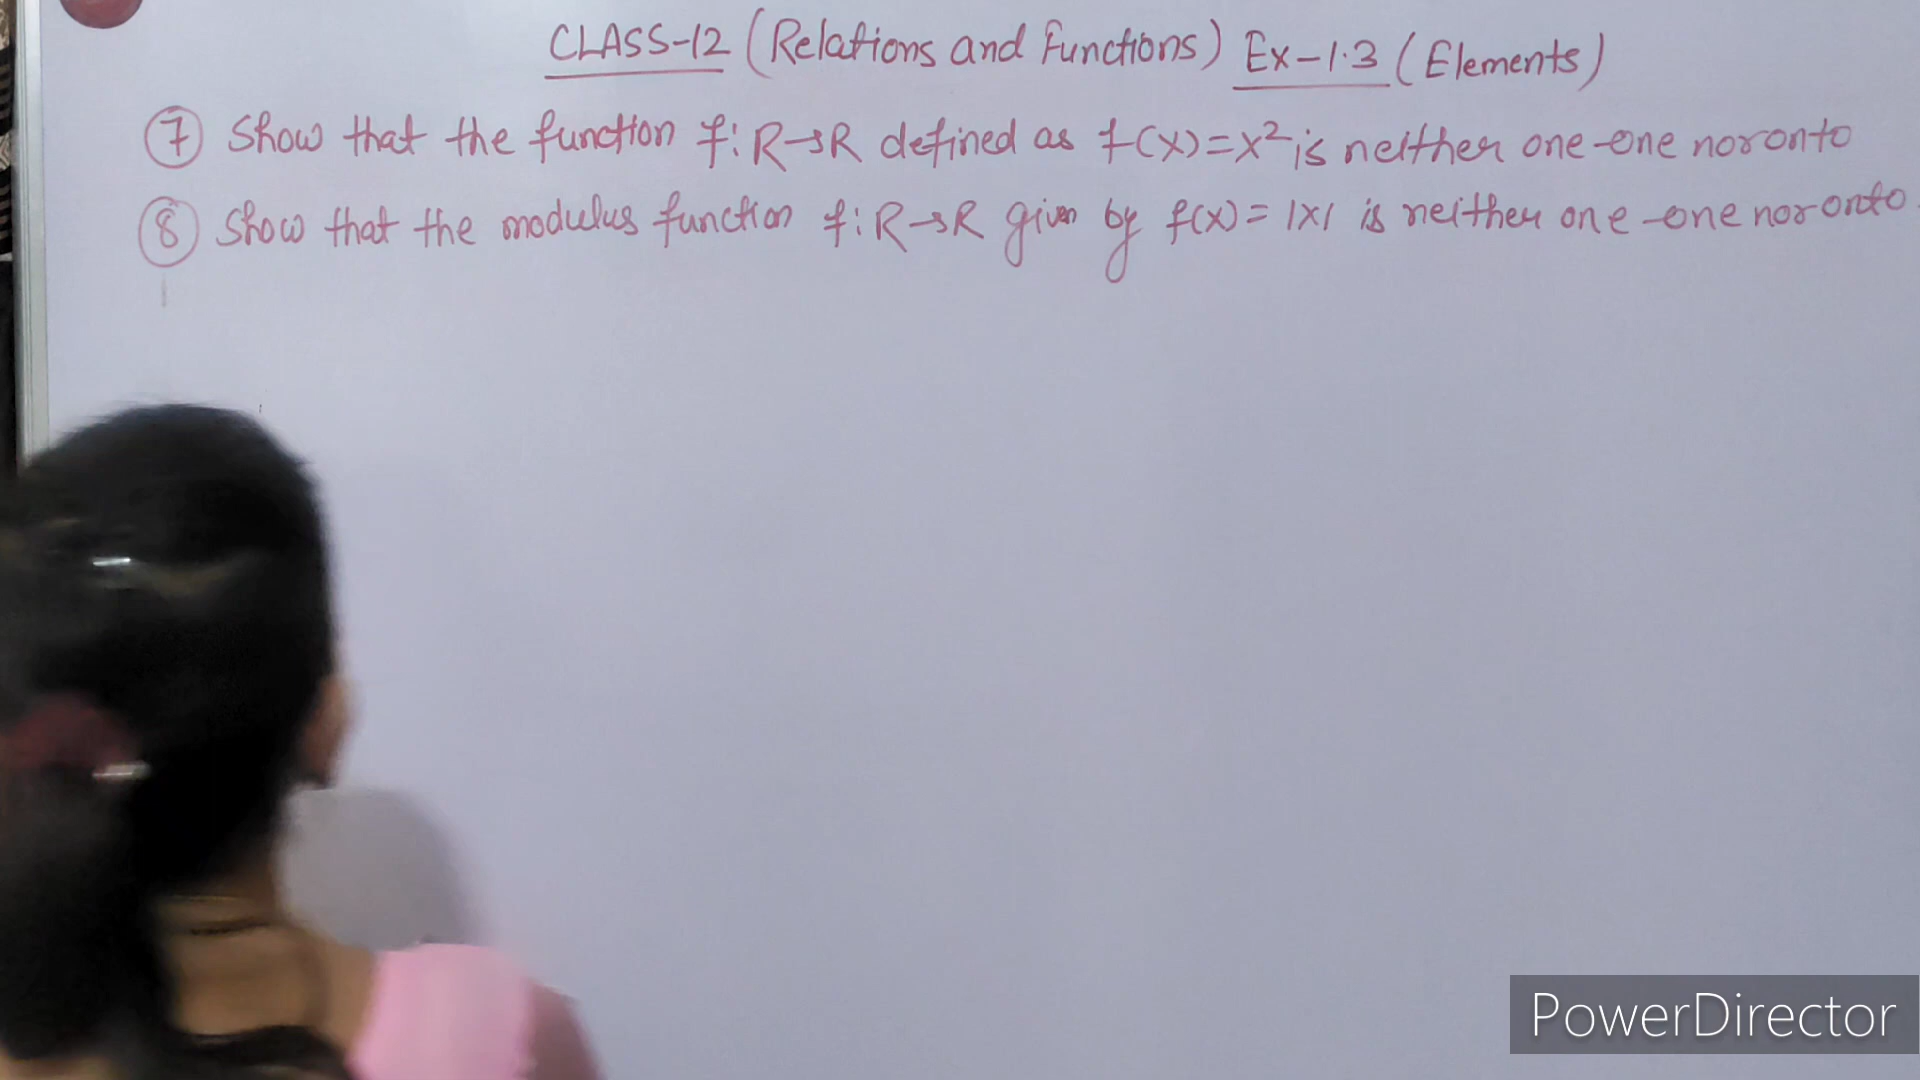 CLASS-12 (Relations and Functions) Ex-1.3 (Elements)
⑦ Show that the function f: R→R defined as f(x)=x² is neither one-one nor onto
⑧ Show that the modulus function f: R→R given by f(x)= |x| is neither one-one nor onto.
PowerDirector